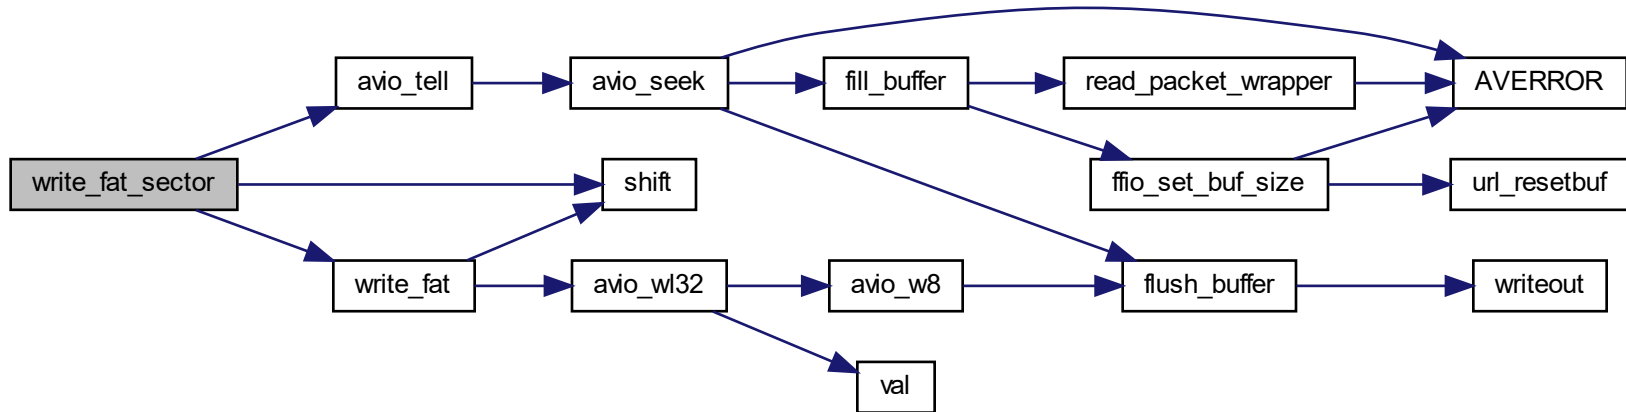 avio_tell
avio_seek
fill_buffer
read_packet_wrapper
AVERROR
write_fat_sector
shift
ffio_set_buf_size
url_resetbuf
write_fat
avio_wl32
avio_w8
flush_buffer
writeout
val